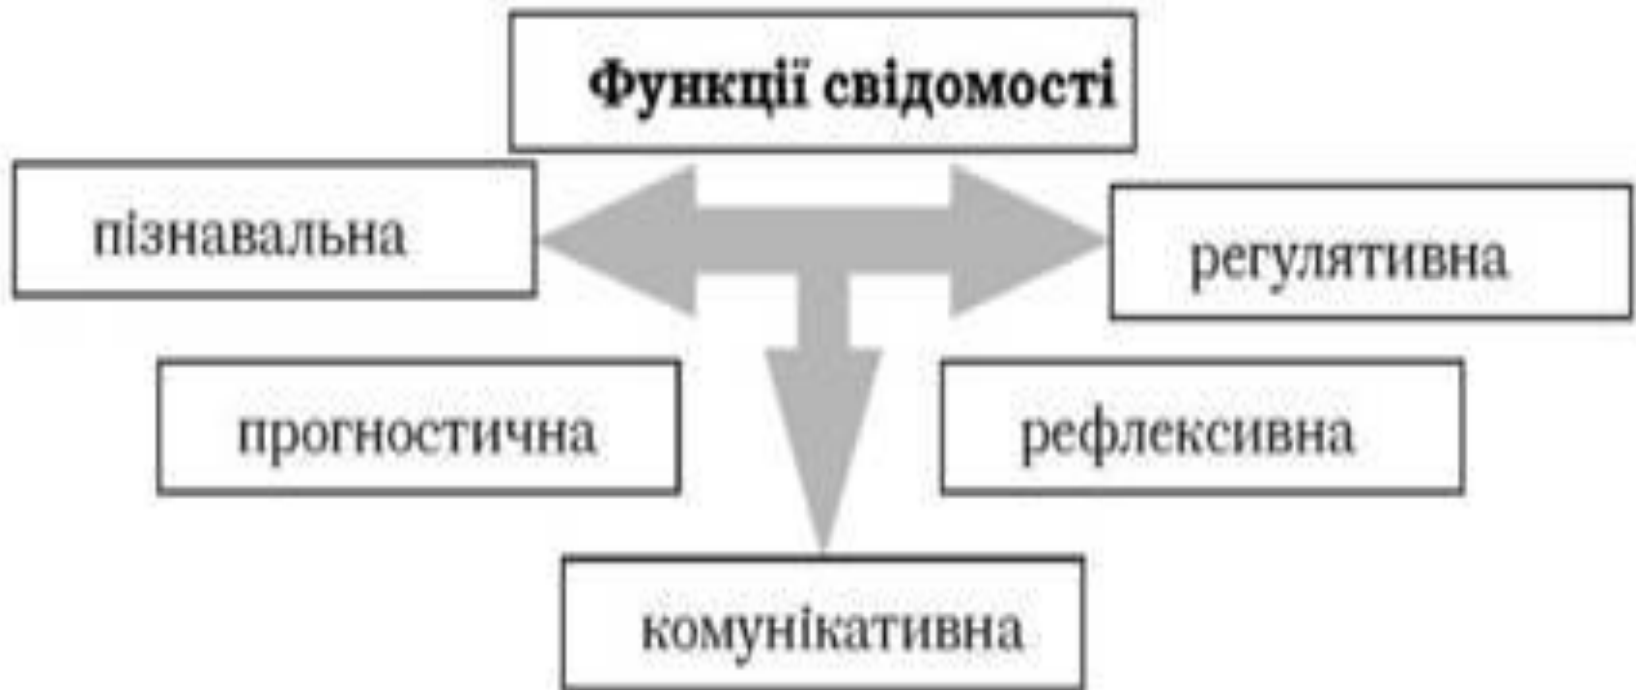 Функції свідомості
пізнавальна
регулятивна
прогностична
рефлексивна
комунікативна